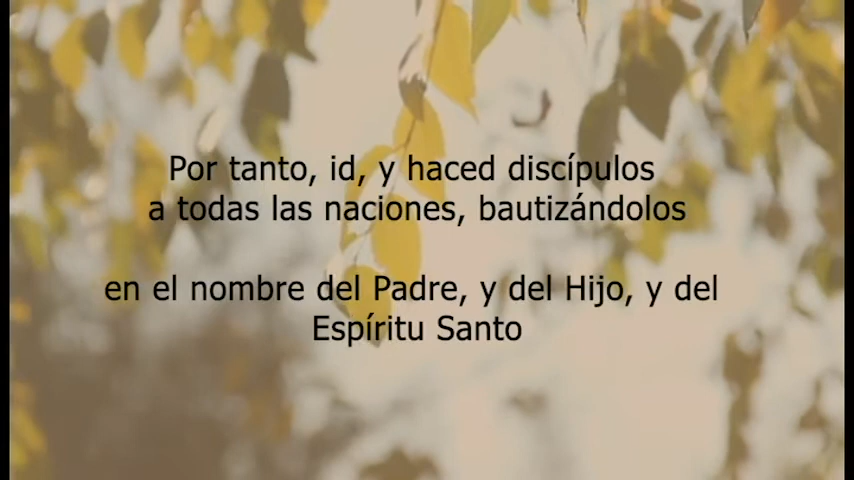 Por tanto, id, y haced discípulos
a todas las naciones, bautizándolos
en el nombre del Padre, y del Hijo, y del
Espíritu Santo